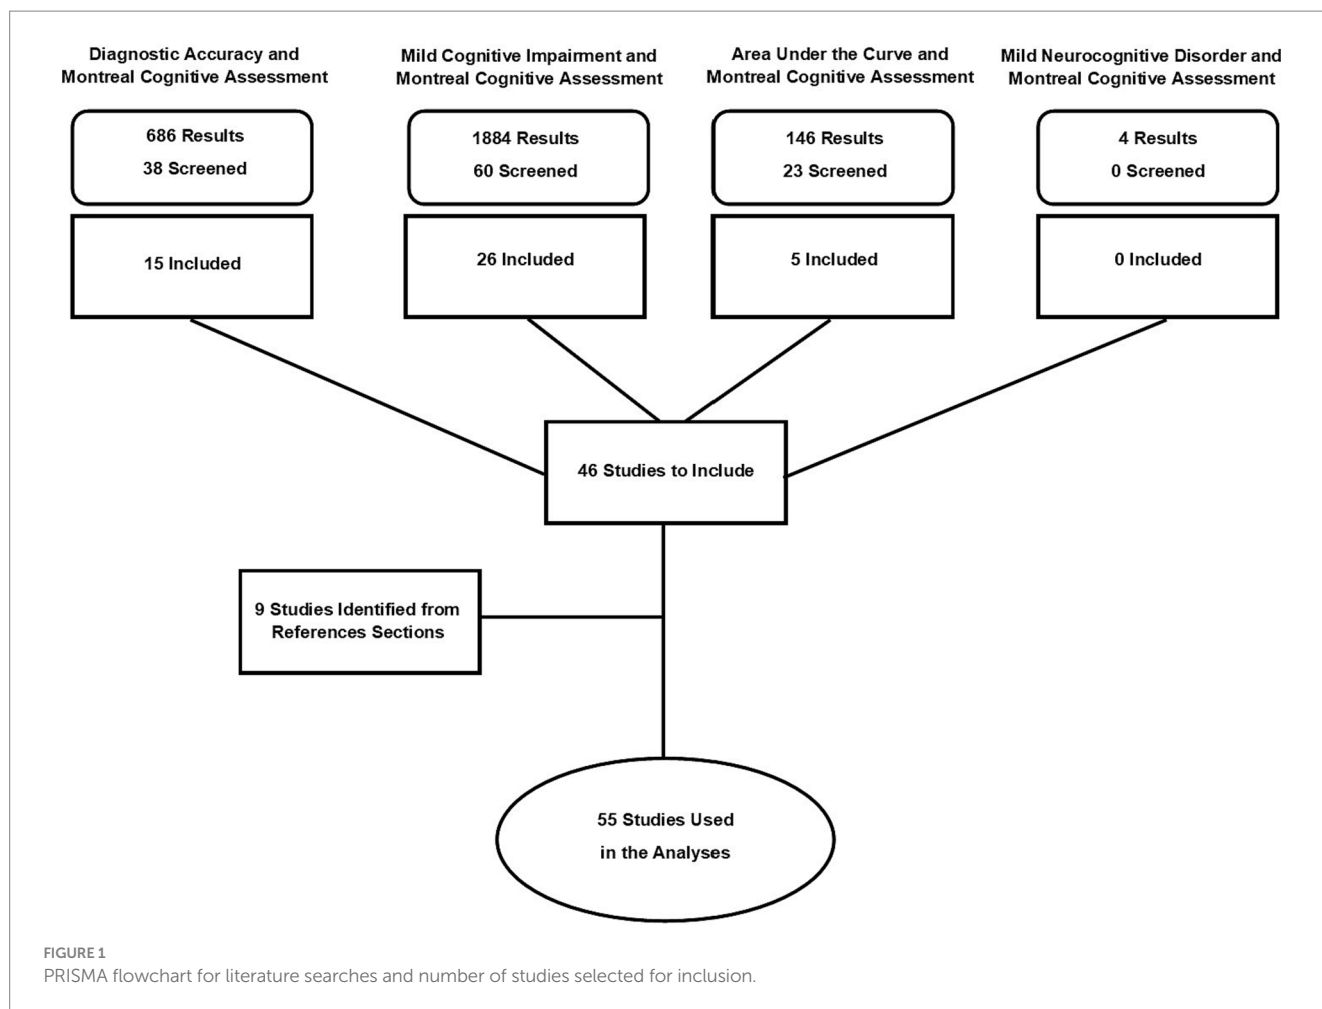 Diagnostic Accuracy and
Montreal Cognitive Assessment
686 Results
38 Screened
15 Included
Mild Cognitive Impairment and
Montreal Cognitive Assessment
1884 Results
60 Screened
26 Included
Area Under the Curve and
Montreal Cognitive Assessment
146 Results
23 Screened
5 Included
Mild Neurocognitive Disorder and
Montreal Cognitive Assessment
4 Results
0 Screened
0 Included
46 Studies to Include
9 Studies Identified from
References Sections
55 Studies Used
in the Analyses
FIGURE 1
PRISMA flowchart for literature searches and number of studies selected for inclusion.